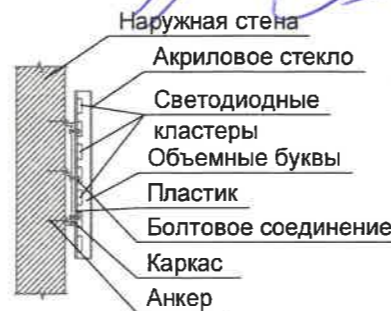 Наружная стена
Акриловое стекло
Светодиодные
кластеры
Объемные буквы
Пластик
Болтовое соединение
Каркас
Анкер